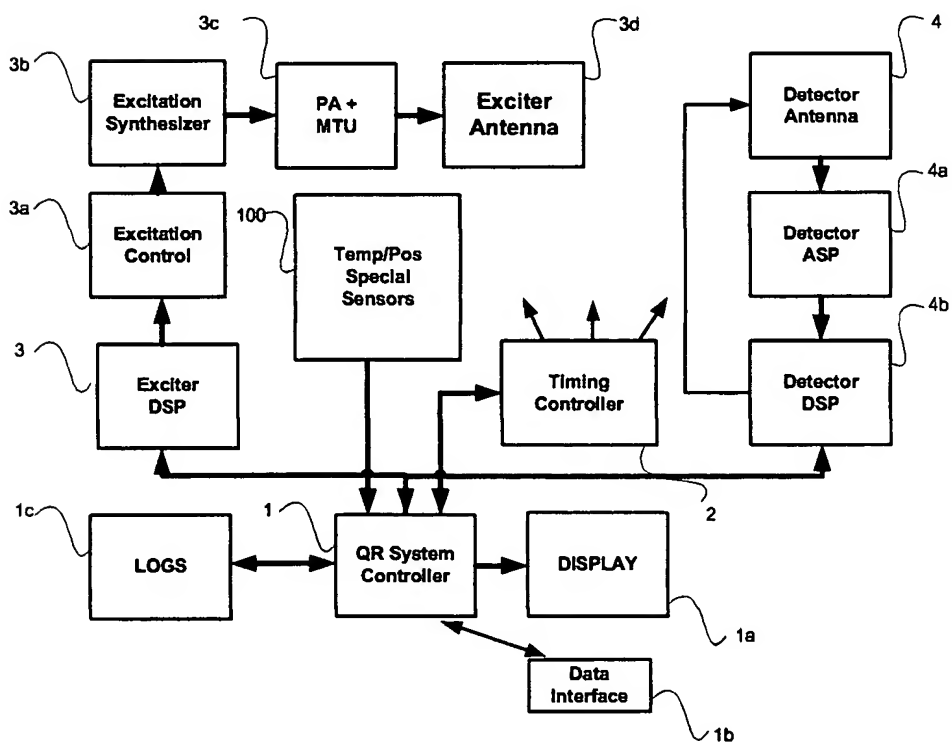 3c
3d
4
3b
Excitation
Synthesizer
PA +
MTU
Exciter
Antenna
Detector
Antenna
3a
100
4a
Excitation
Control
Temp/Pos
Special
Sensors
Detector
ASP
4b
3
Exciter
DSP
Timing
Controller
Detector
DSP
1c
1
2
LOGS
QR System
Controller
DISPLAY
1a
Data
Interface
1b